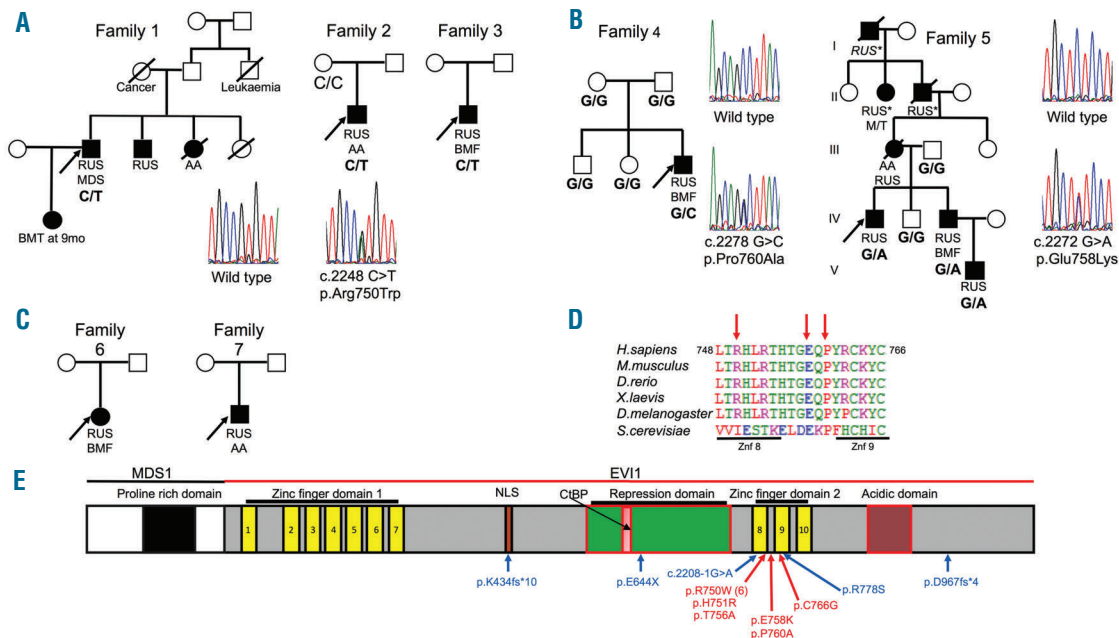 A
Family 1
Cancer
Leukaemia
RUS
MDS
C/T
RUS
AA
BMT at 9mo
Family 2
C/C
RUS
AA
C/T
Family 3
RUS
BMF
C/T
Wild type
c.2248 C>T
p.Arg750Trp
B
Family 4
G/G
G/G
G/G
G/G
RUS
BMF
G/C
Wild type
c.2278 G>C
p.Pro760Ala
Family 5
I
RUS*
II
RUS*
M/T
RUS*
III
AA
RUS
G/G
IV
RUS
G/A
G/G
RUS
BMF
G/A
V
RUS
G/A
Wild type
c.2272 G>A
p.Glu758Lys
C
Family
6
RUS
BMF
Family
7
RUS
AA
D
H.sapiens 748 LTRHLRTHTGEQPYRCKYC 766
M.musculus LTRHLRTHTGEQPYRCKYC
D.rerio LTRHLRTHTGEQPYRCKYC
X.laevis LTRHLRTHTGEQPYRCKYC
D.melanogaster LTRHLRTHTGEQPYPCKYC
S.cerevisiae VVIESTKELDEKPFHCHIC
Znf 8 Znf 9
E
MDS1 EVI1
Proline rich domain Zinc finger domain 1 NLS CtBP Repression domain Zinc finger domain 2 Acidic domain
1 2 3 4 5 6 7 8 9 10
p.K434fs*10
p.E644X
c.2208-1G>A
p.R750W (6)
p.H751R
p.T756A
p.E758K
p.P760A
p.C766G
p.R778S
p.D967fs*4